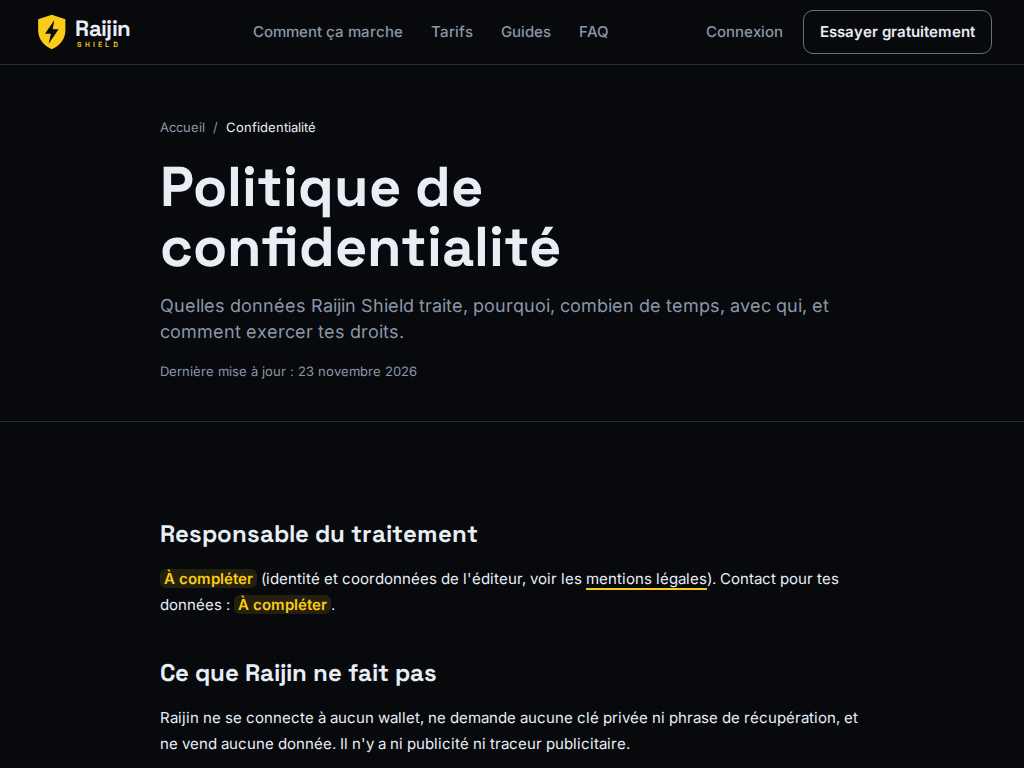 Raijin
SHIELD
Comment ça marche
Tarifs
Guides
FAQ
Connexion
Essayer gratuitement
Accueil / Confidentialité
Politique de
confidentialité
Quelles données Raijin Shield traite, pourquoi, combien de temps, avec qui, et
comment exercer tes droits.
Dernière mise à jour : 23 novembre 2026
Responsable du traitement
À compléter (identité et coordonnées de l'éditeur, voir les mentions légales). Contact pour tes
données : À compléter.
Ce que Raijin ne fait pas
Raijin ne se connecte à aucun wallet, ne demande aucune clé privée ni phrase de récupération, et
ne vend aucune donnée. Il n'y a ni publicité ni traceur publicitaire.